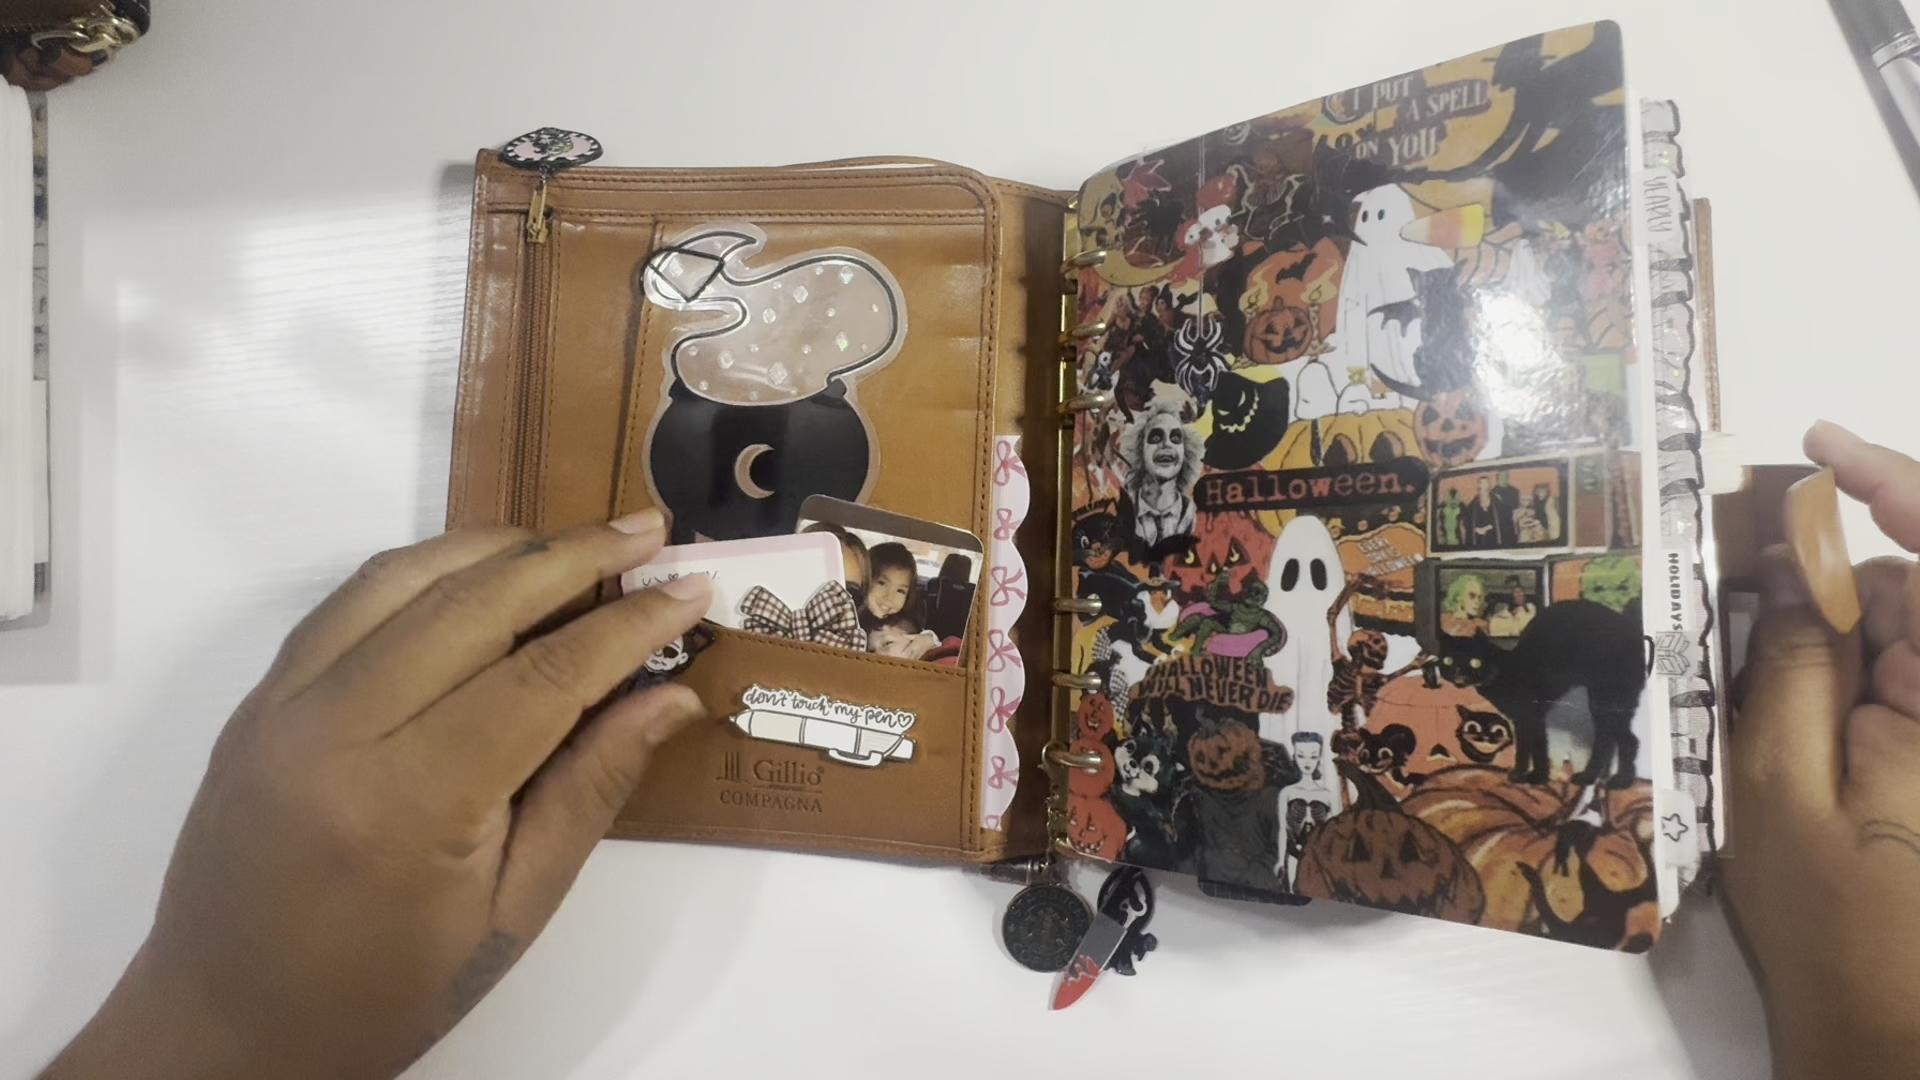 don't touch my pen
Gillio
COMPAGNA
I PUT
A SPELL
ON YOU
Halloween.
HALLOWEEN
WILL NEVER DIE
HOLIDAYS